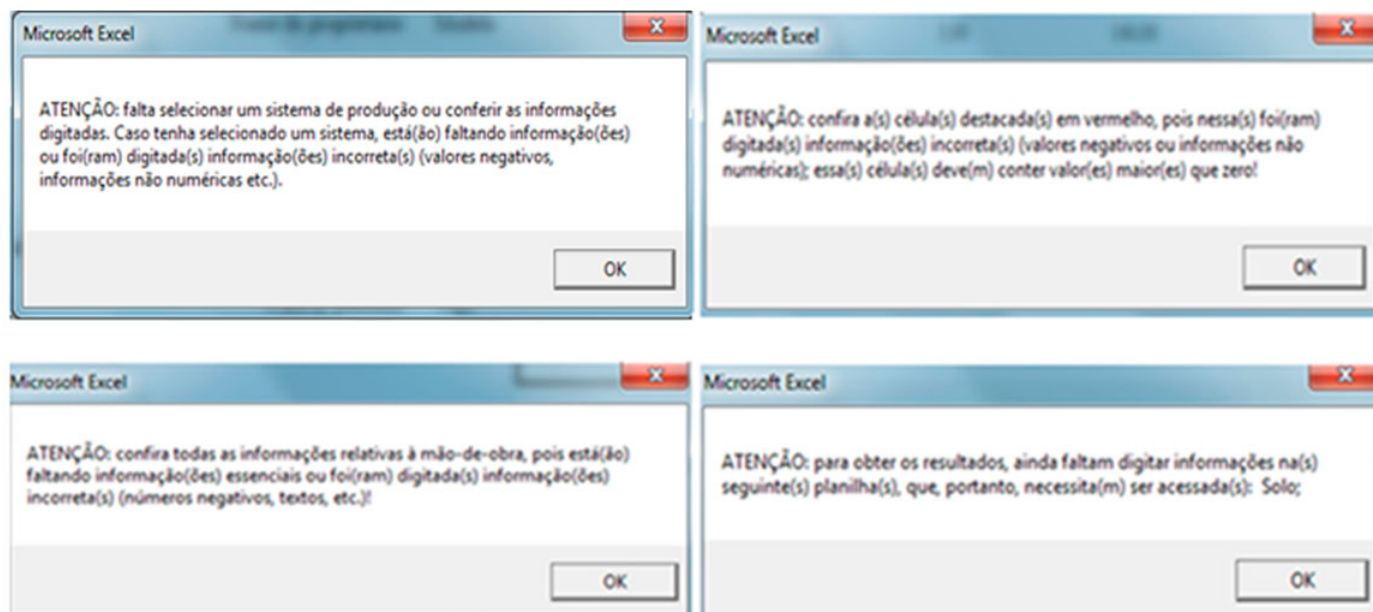 Microsoft Excel
ATENÇÃO: falta selecionar um sistema de produção ou conferir as informações
digitadas. Caso tenha selecionado um sistema, está(ão) faltando informação(ões)
ou foi(ram) digitada(s) informação(ões) incorreta(s) (valores negativos,
informações não numéricas etc.).
OK
Microsoft Excel
ATENÇÃO: confira a(s) célula(s) destacada(s) em vermelho, pois nessa(s) foi(ram)
digitada(s) informação(ões) incorreta(s) (valores negativos ou informações não
numéricas); essa(s) célula(s) deve(m) conter valor(es) maior(es) que zero!
OK
Microsoft Excel
ATENÇÃO: confira todas as informações relativas à mão-de-obra, pois está(ão)
faltando informação(ões) essenciais ou foi(ram) digitada(s) informação(ões)
incorreta(s) (números negativos, textos, etc.)!
OK
Microsoft Excel
ATENÇÃO: para obter os resultados, ainda faltam digitar informações na(s)
seguinte(s) planilha(s), que, portanto, necessita(m) ser acessada(s): Solo;
OK